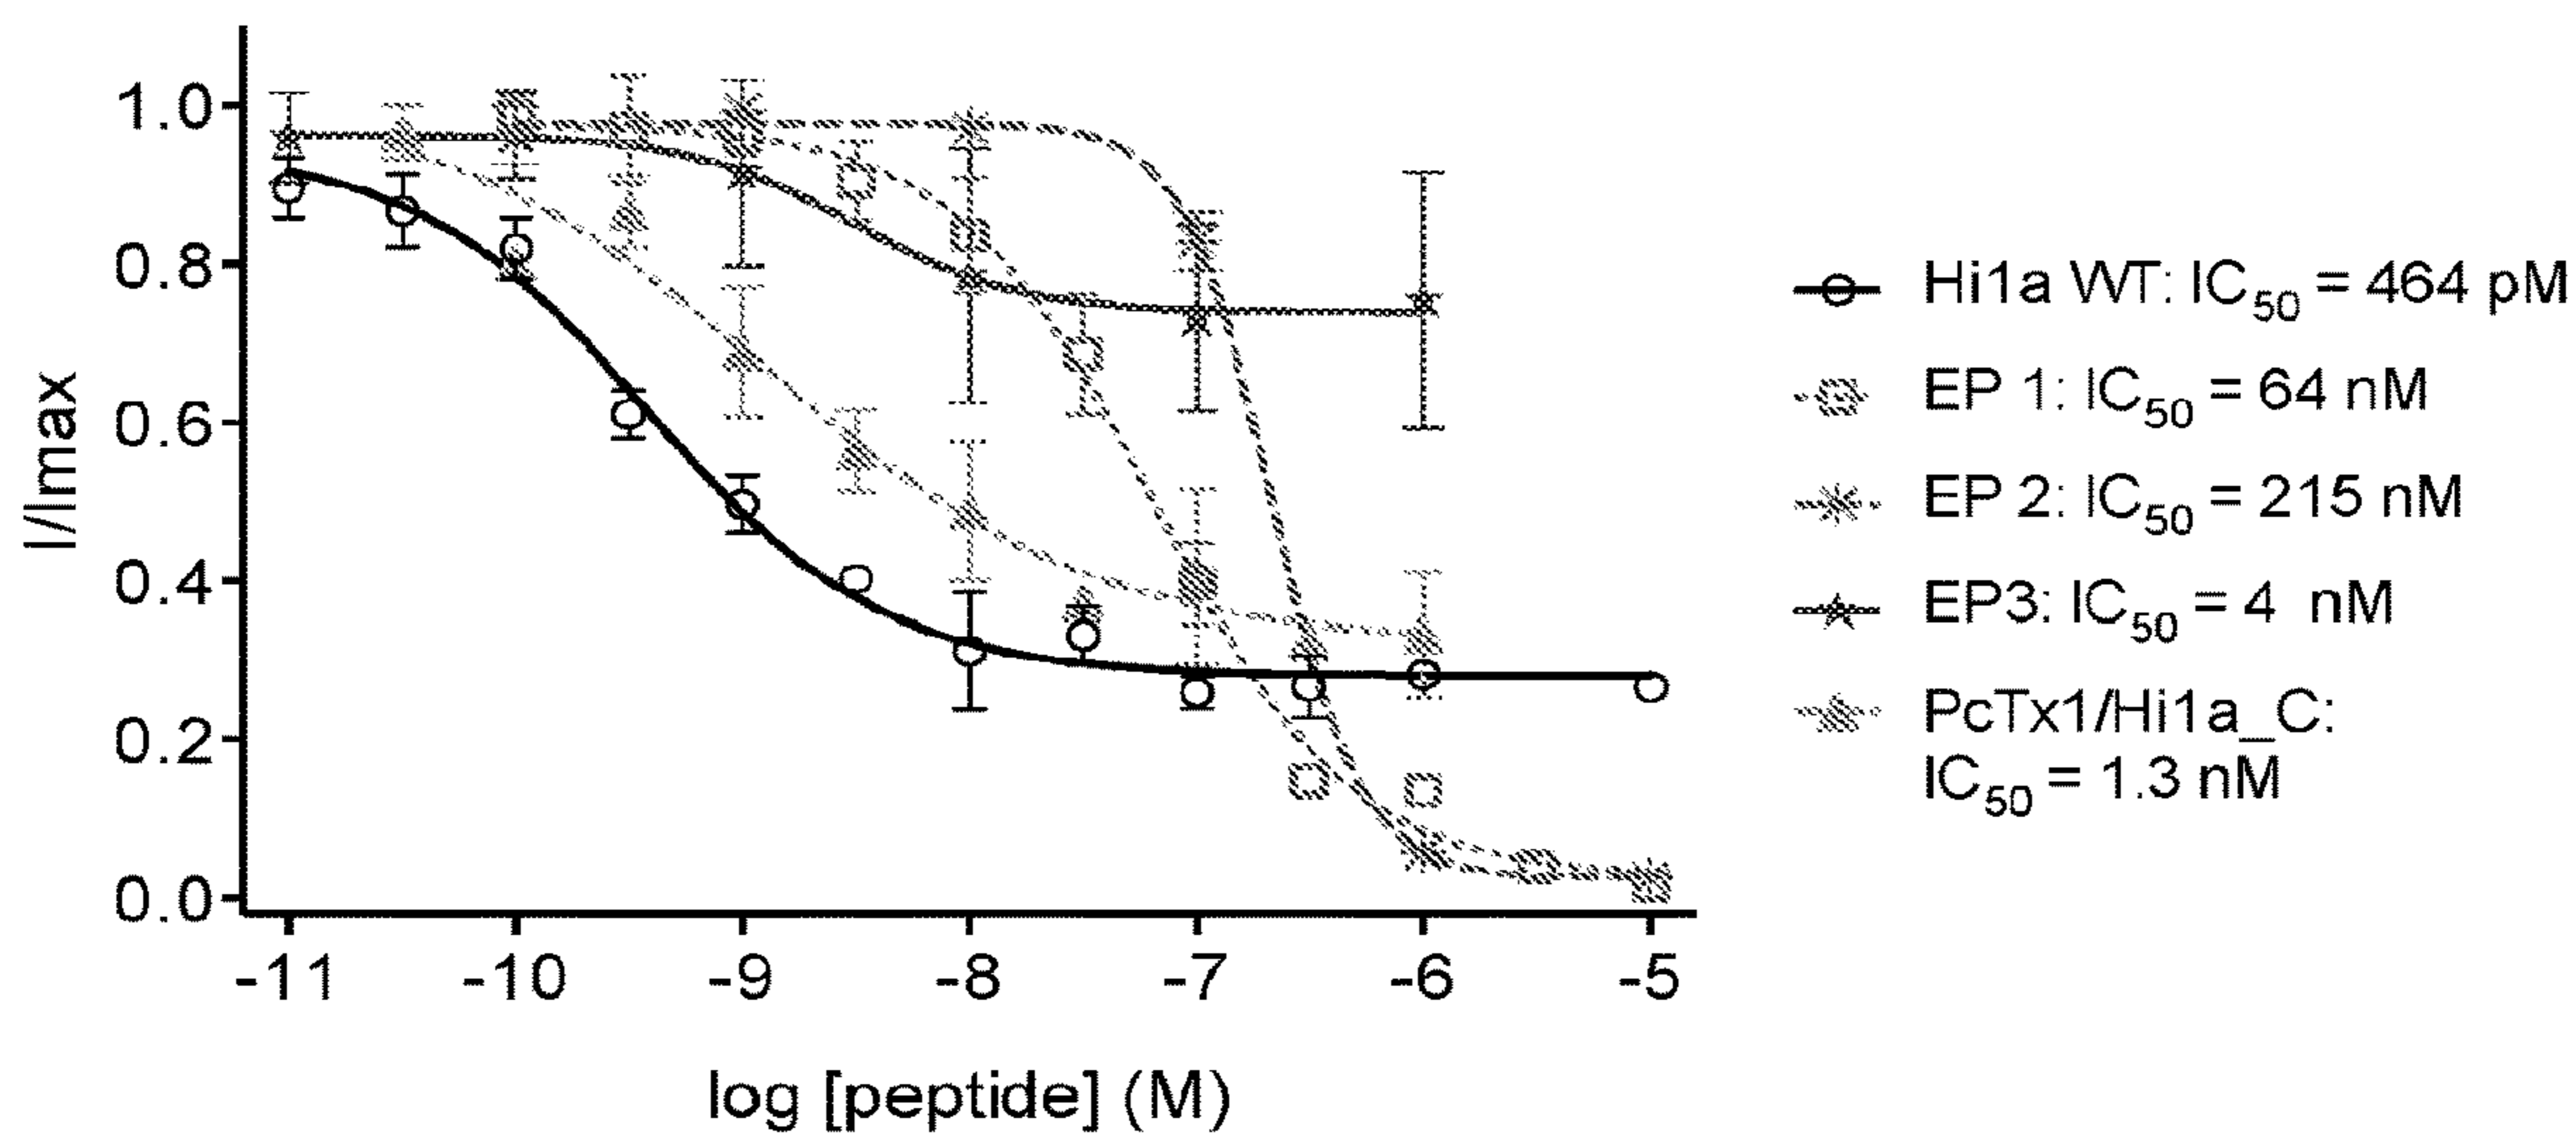 I/Imax
1.0
0.8
0.6
0.4
0.2
0.0
-11 -10 -9 -8 -7 -6 -5
log [peptide] (M)
Hi1a WT: IC50 = 464 pM
EP 1: IC50 = 64 nM
EP 2: IC50 = 215 nM
EP3: IC50 = 4 nM
PcTx1/Hi1a_C:
IC50 = 1.3 nM